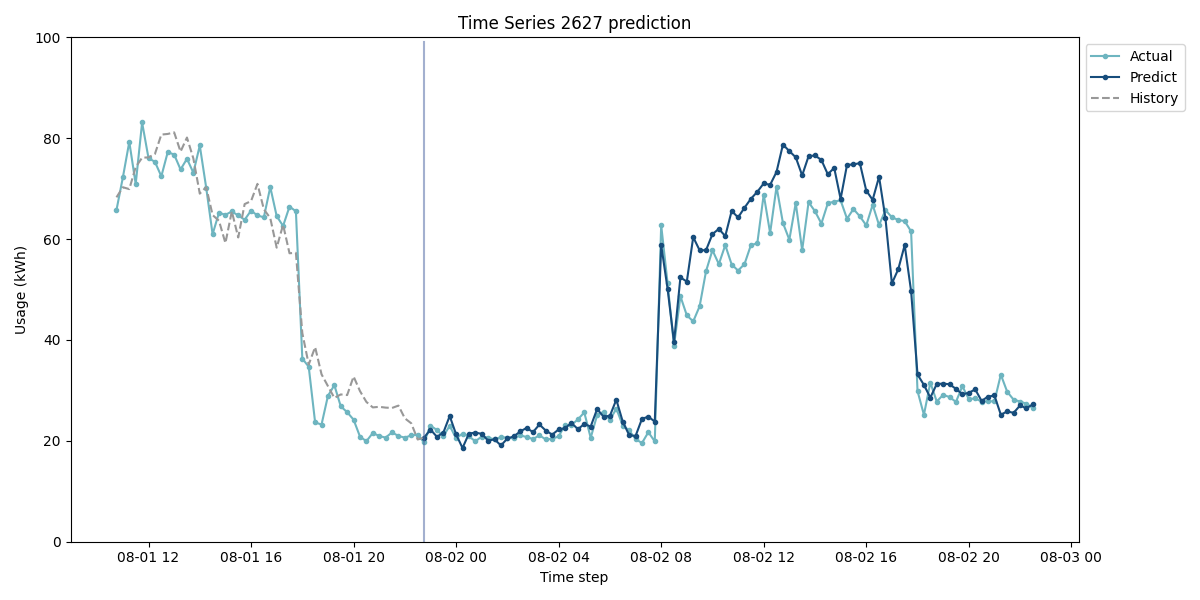 Time Series 2627 prediction
Usage (kWh)
100
80
60
40
20
0
08-01 12
08-01 16
08-01 20
08-02 00
08-02 04
08-02 08
08-02 12
08-02 16
08-02 20
08-03 00
Time step
Actual
Predict
History